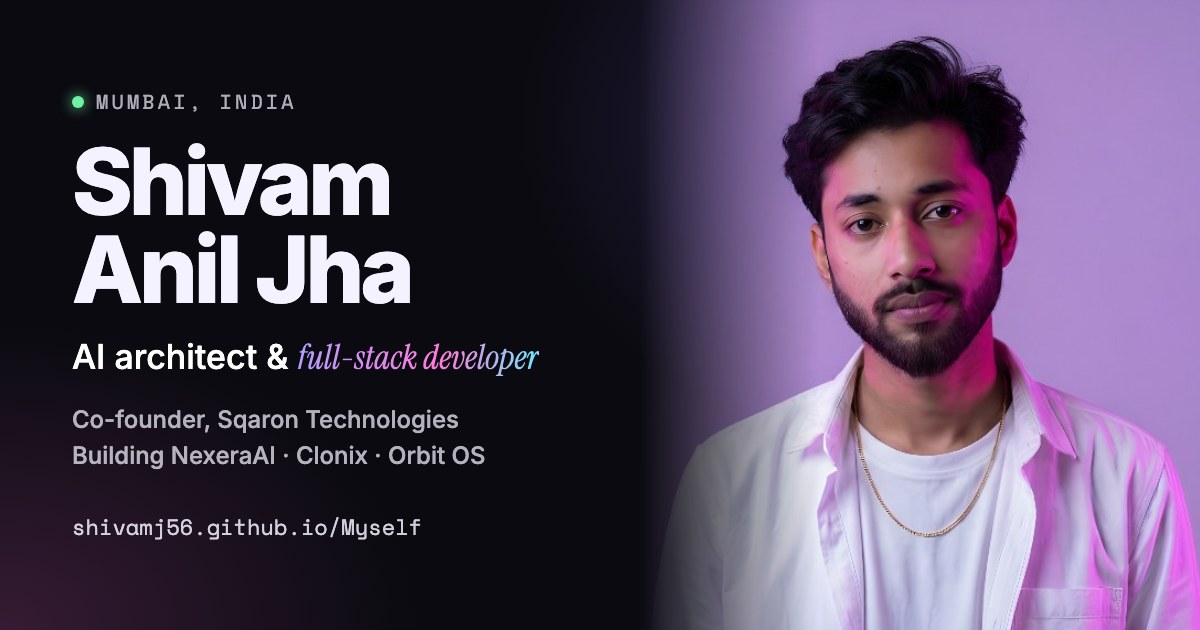 MUMBAI, INDIA
Shivam
Anil Jha
AI architect & full-stack developer
Co-founder, Sqaron Technologies
Building NexeraAI · Clonix · Orbit OS
shivamj56.github.io/Myself